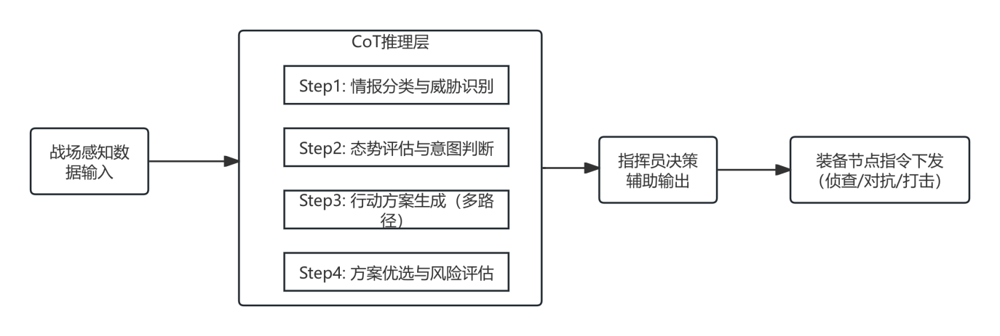 CoT推理层
Step1: 情报分类与威胁识别
Step2: 态势评估与意图判断
Step3: 行动方案生成（多路
径）
Step4: 方案优选与风险评估
战场感知数
据输入
指挥员决策
辅助输出
装备节点指令下发
（侦查/对抗/打击）